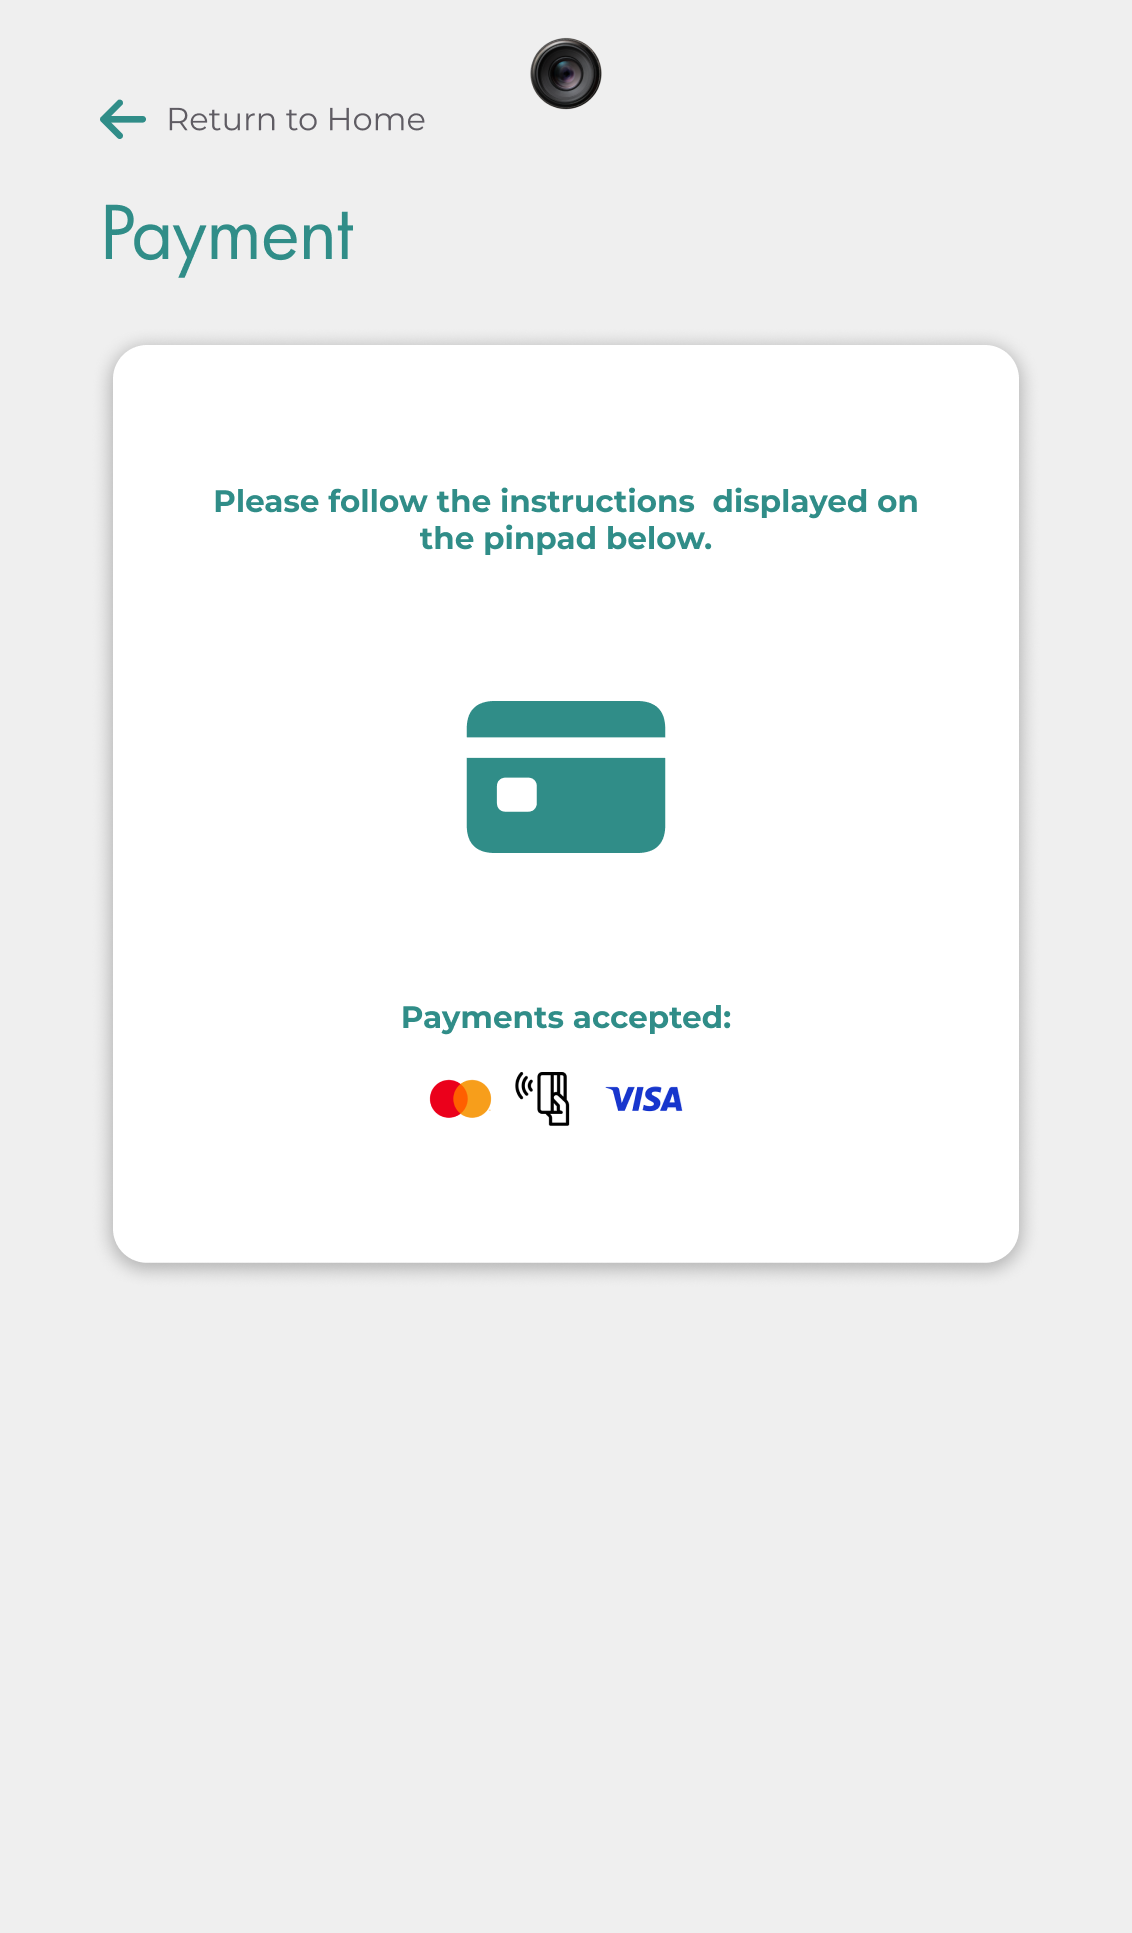 Return to Home
Payment
Please follow the instructions  displayed on
the pinpad below.
Payments accepted:
VISA